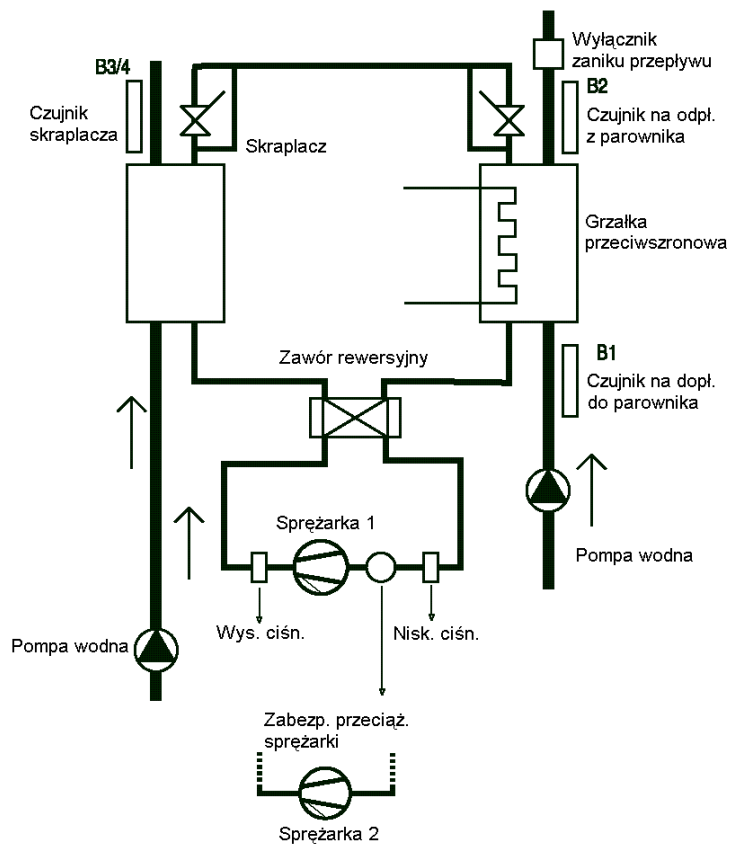 Wyłącznik
zaniku przepływu
B3/4
B2
Czujnik
skraplacza
Czujnik na odpł.
z parownika
Skraplacz
Grzałka
przeciwszronowa
Zawór rewersyjny
B1
Czujnik na dopł.
do parownika
Sprężarka 1
Pompa wodna
Wys. ciśn.
Nisk. ciśn.
Pompa wodna
Zabezp. przeciąż.
sprężarki
Sprężarka 2